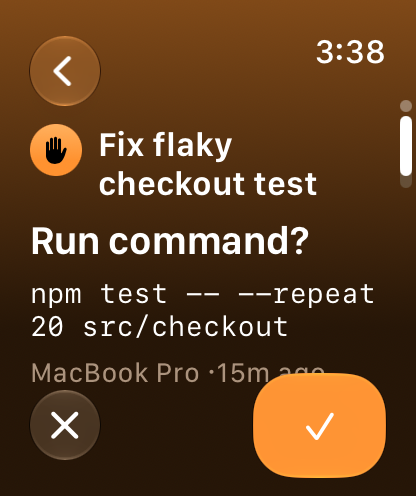 3:38
Fix flaky
checkout test
Run command?
npm test -- --repeat
20 src/checkout
MacBook Pro ·15m ago